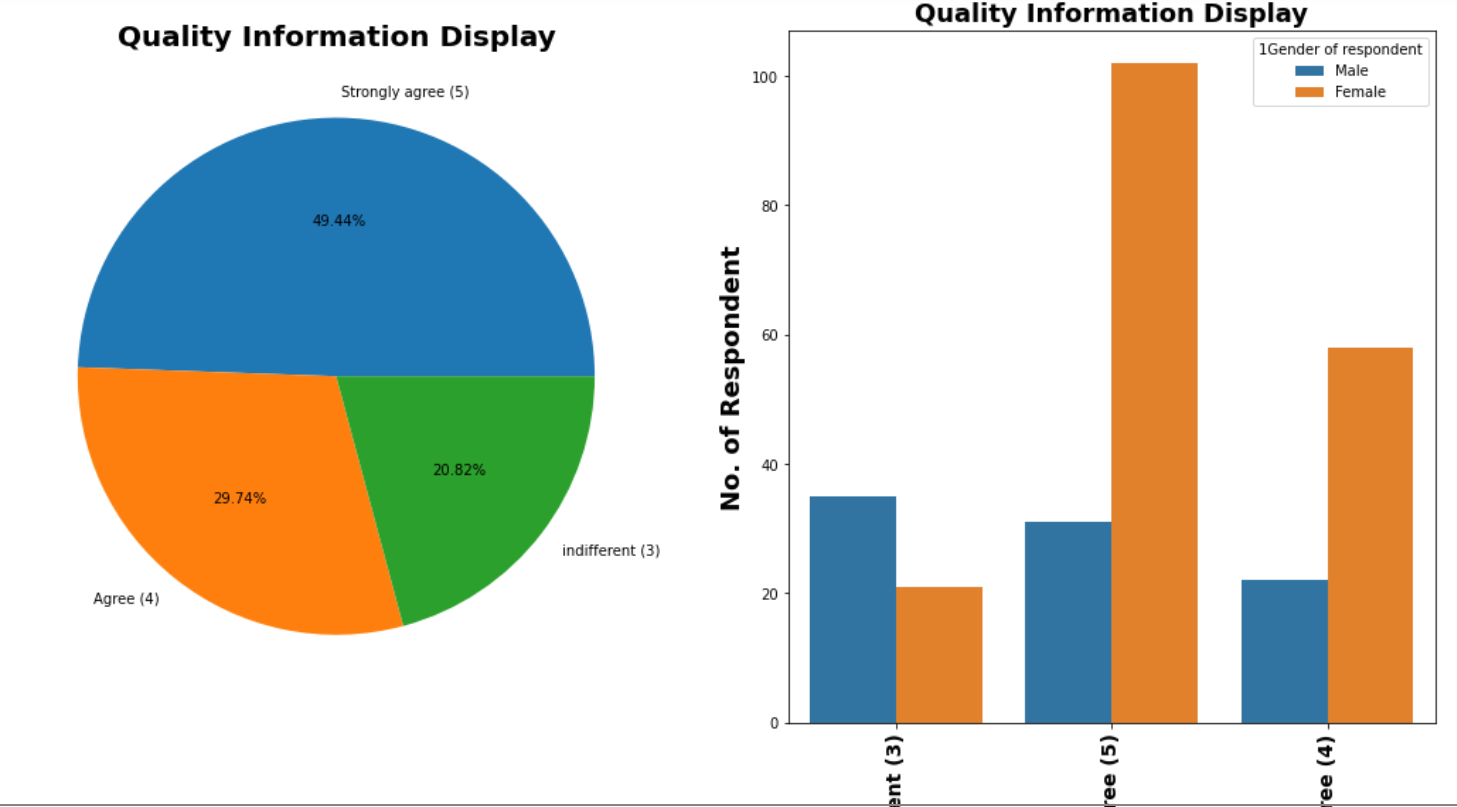 Quality Information Display
Strongly agree (5)
49.44%
29.74%
20.82%
indifferent (3)
Agree (4)
Quality Information Display
1Gender of respondent
Male
Female
No. of Respondent
100
80
60
40
20
0
ent (3)
ree (5)
ree (4)